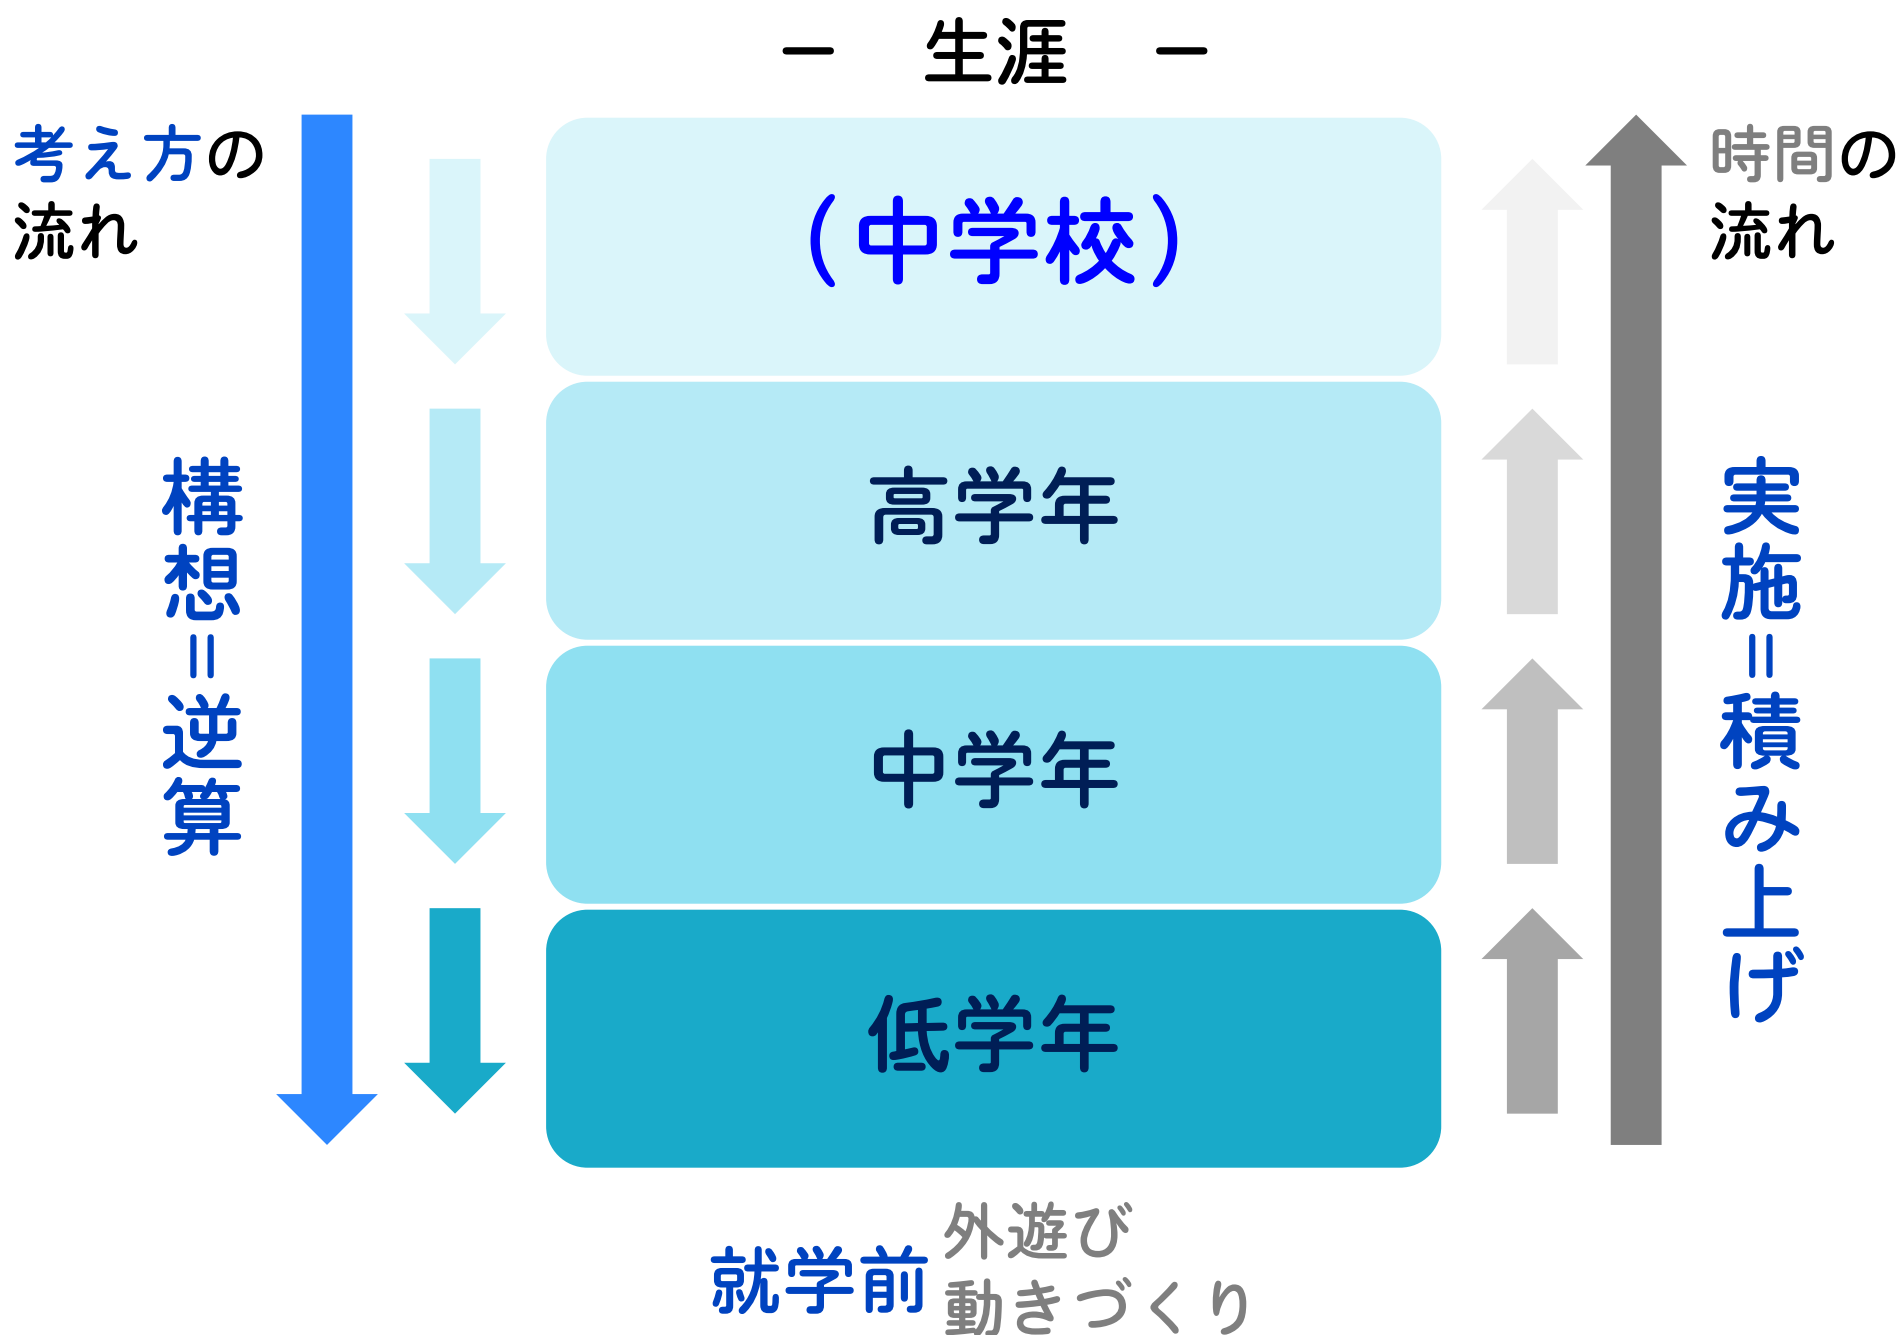 － 生涯 －
考え方の
流れ
時間の
流れ
（中学校）
高学年
中学年
低学年
構想＝逆算
実施＝積み上げ
就学前
外遊び
動きづくり